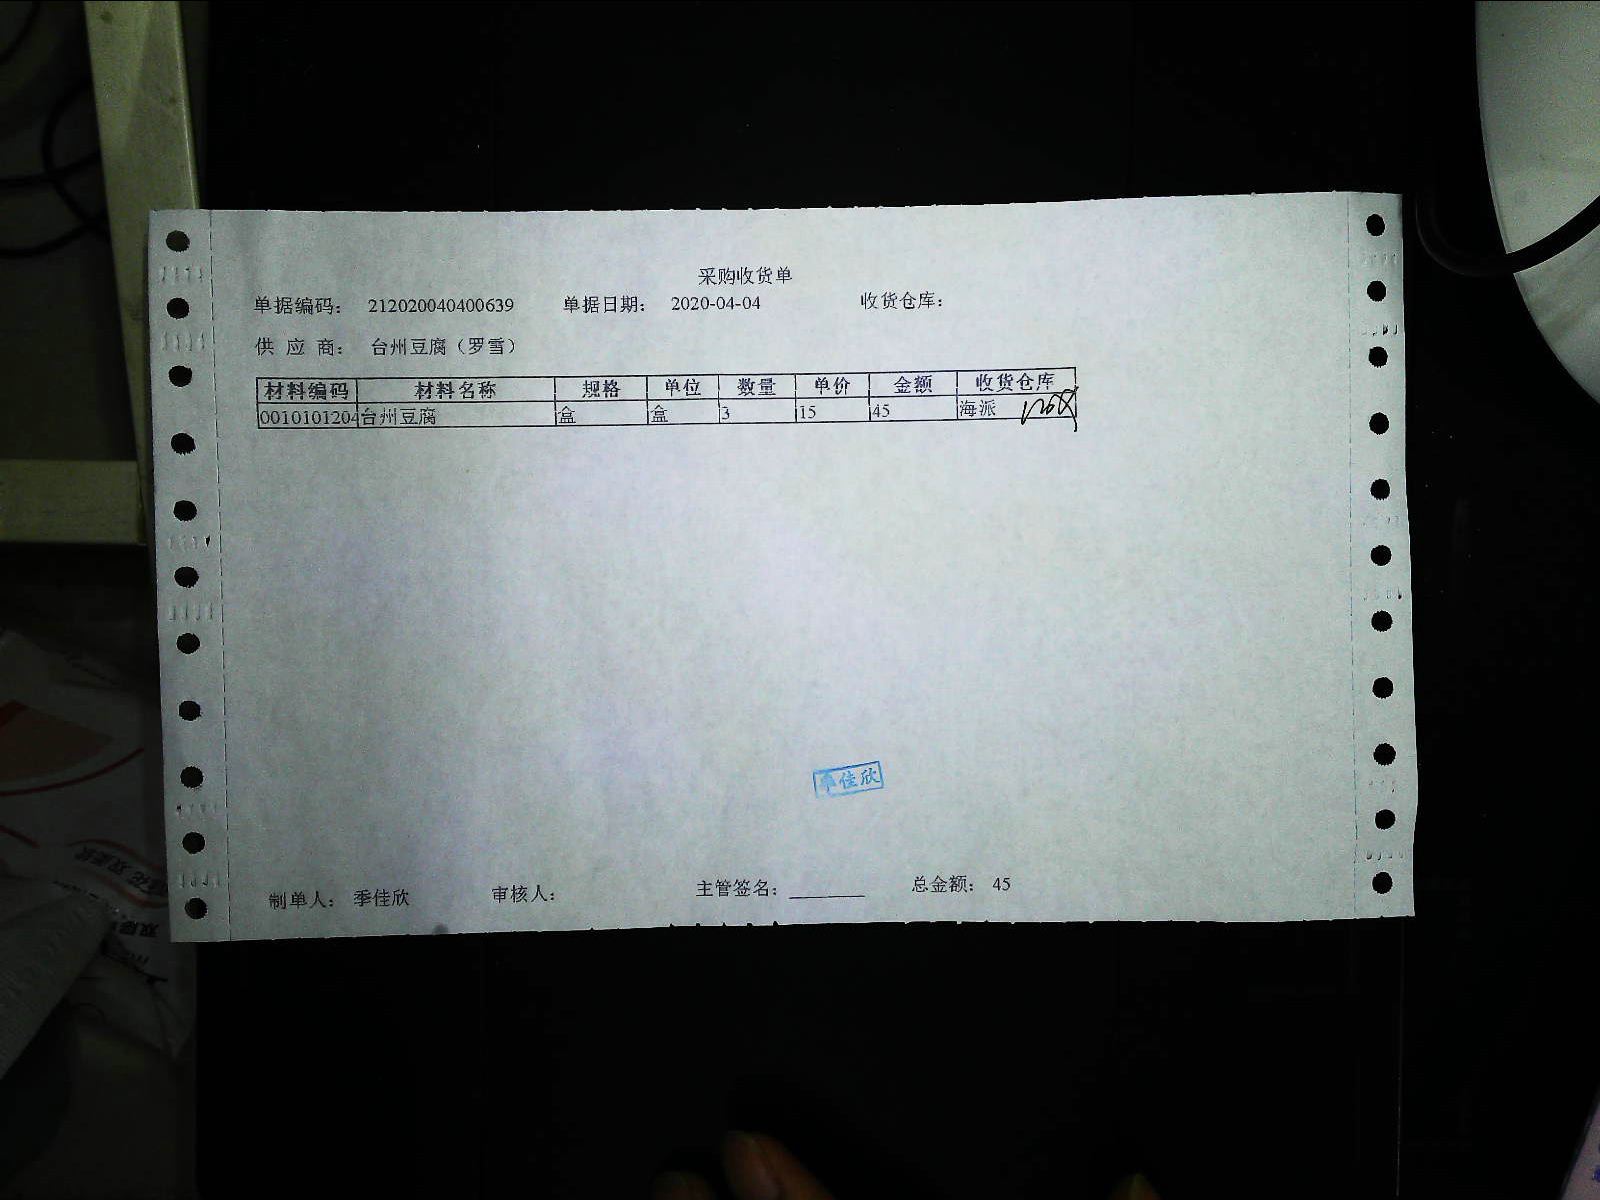 采购收货单
单据编码： 212020040400639 单据日期： 2020-04-04 收货仓库：
供 应 商： 台州豆腐（罗雪）
材料编码 材料名称 规格 单位 数量 单价 金额 收货仓库
0010101204 台州豆腐 盒 盒 3 15 45 海派
季佳欣
制单人： 季佳欣 审核人： 主管签名： ________ 总金额： 45